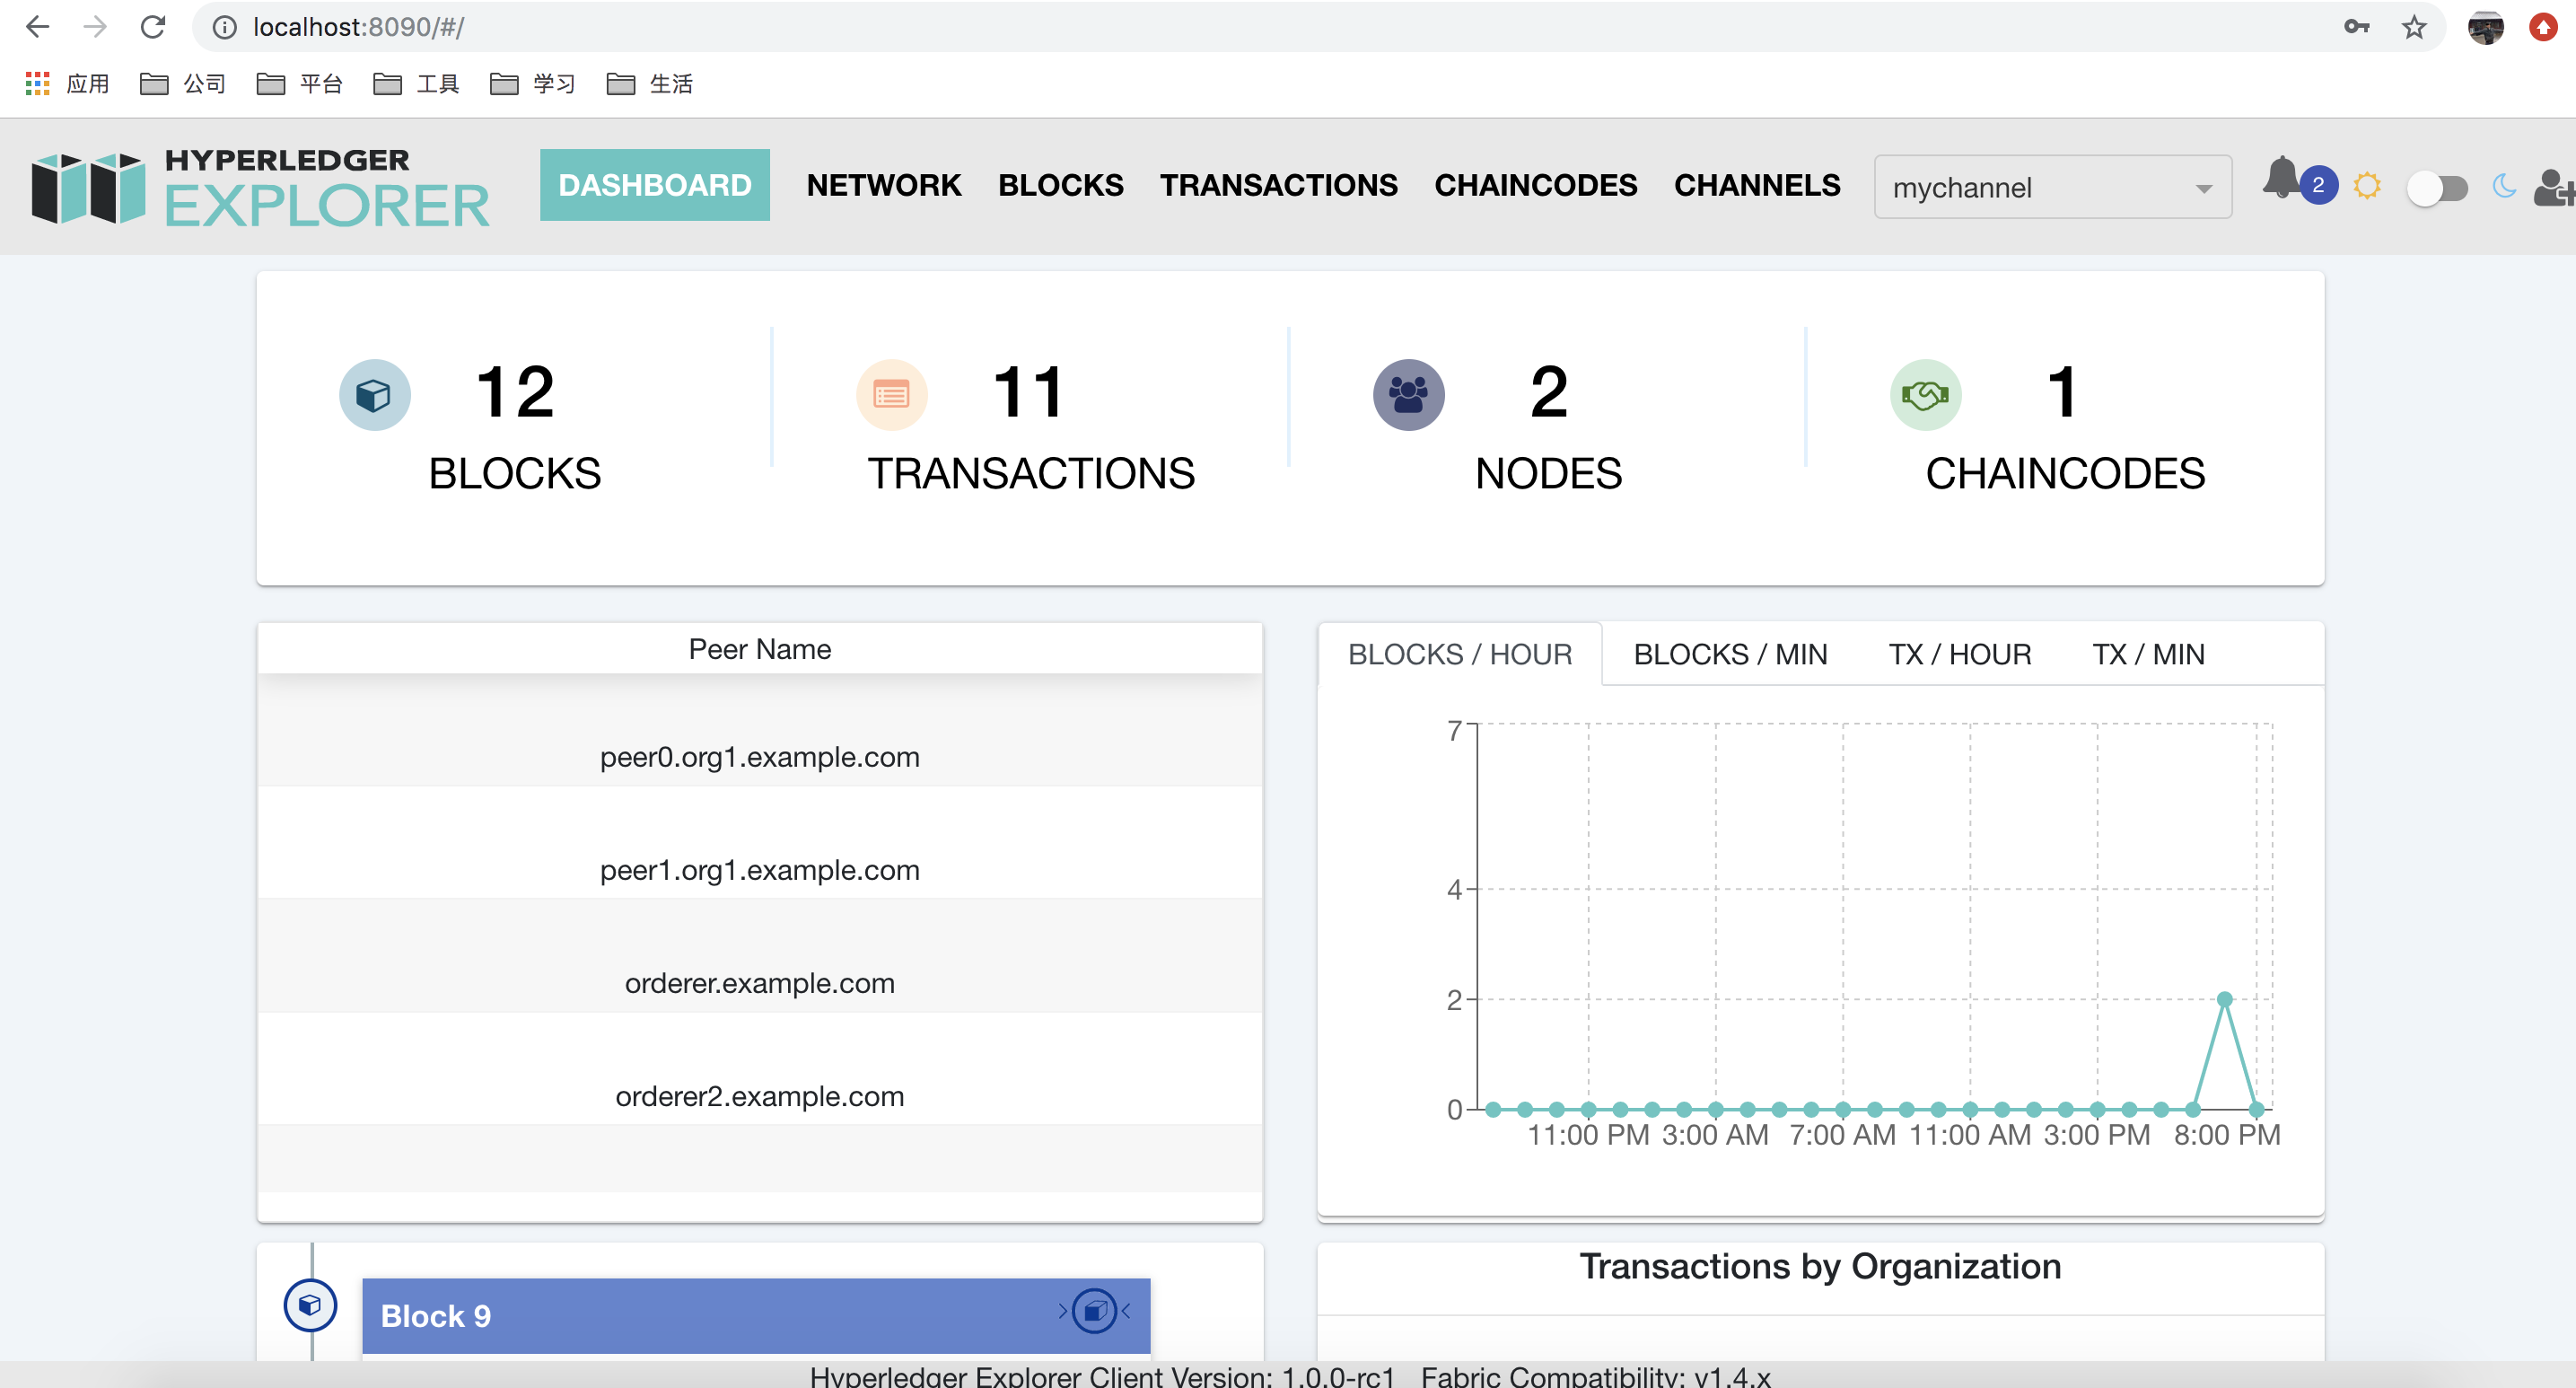 localhost:8090/#/
应用 公司 平台 工具 学习 生活
HYPERLEDGER
EXPLORER
DASHBOARD NETWORK BLOCKS TRANSACTIONS CHAINCODES CHANNELS mychannel 2
12 11 2 1
BLOCKS TRANSACTIONS NODES CHAINCODES
Peer Name
peer0.org1.example.com
peer1.org1.example.com
orderer.example.com
orderer2.example.com
BLOCKS / HOUR BLOCKS / MIN TX / HOUR TX / MIN
7
4
2
0
11:00 PM 3:00 AM 7:00 AM 11:00 AM 3:00 PM 8:00 PM
Block 9
Transactions by Organization
Hyperledger Explorer Client Version: 1.0.0-rc1 Fabric Compatibility: v1.4.x